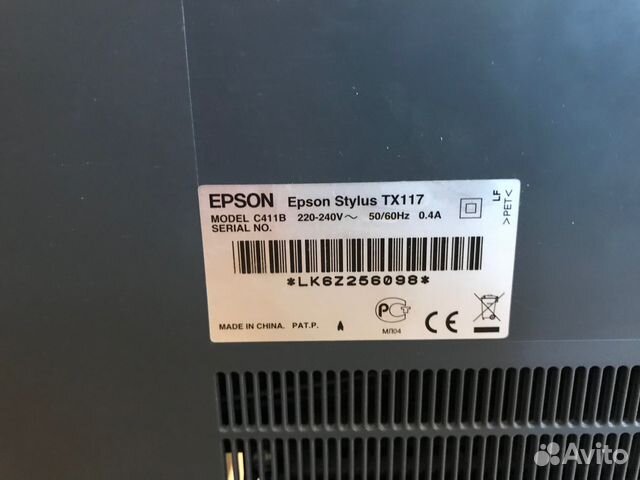 EPSON Epson Stylus TX117
MODEL C411B 220-240V～ 50/60Hz 0.4A
SERIAL NO.
LF
>PET<
*LK6Z256098*
MADE IN CHINA. PAT.P. A
МЛ04
CE
Avito